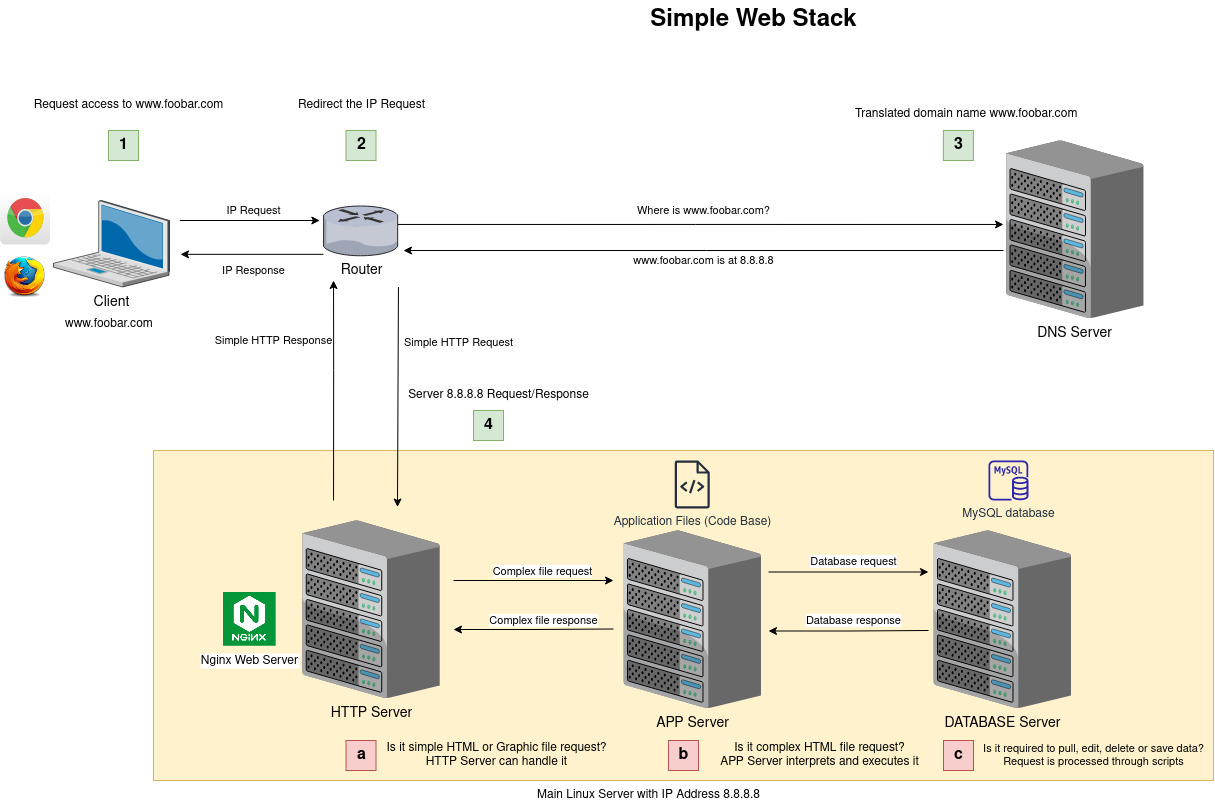 Simple Web Stack
Request access to www.foobar.com
Redirect the IP Request
Translated domain name www.foobar.com
1
2
3
IP Request
Where is www.foobar.com?
IP Response
www.foobar.com is at 8.8.8.8
Router
Client
www.foobar.com
DNS Server
Simple HTTP Response
Simple HTTP Request
Server 8.8.8.8 Request/Response
4
MySQL
Application Files (Code Base)
MySQL database
Complex file request
Database request
NGINX
Complex file response
Database response
Nginx Web Server
HTTP Server
APP Server
DATABASE Server
a
Is it simple HTML or Graphic file request?
HTTP Server can handle it
b
Is it complex HTML file request?
APP Server interprets and executes it
c
Is it required to pull, edit, delete or save data?
Request is processed through scripts
Main Linux Server with IP Address 8.8.8.8